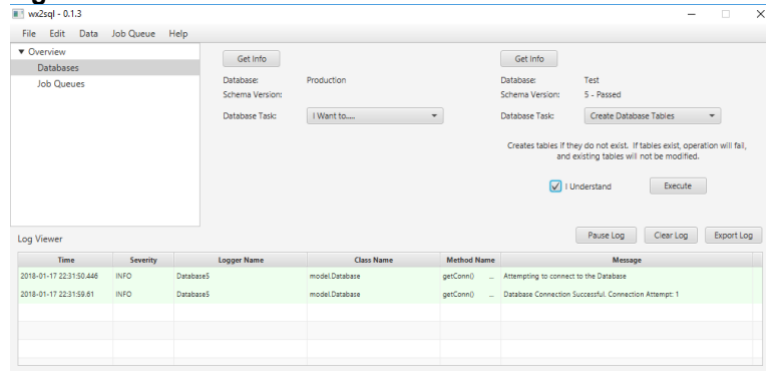 wx2sql - 0.1.3
File Edit Data Job Queue Help
Overview
Databases
Job Queues
Get Info
Database: Production
Schema Version:
Database Task: I Want to....
Get Info
Database: Test
Schema Version: 5 - Passed
Database Task: Create Database Tables
Creates tables if they do not exist. If tables exist, operation will fail,
and existing tables will not be modified.
I Understand Execute
Log Viewer Pause Log Clear Log Export Log
Time Severity Logger Name Class Name Method Name Message
2018-01-17 22:31:50.446 INFO Database5 model.Database getConn() ... Attempting to connect to the Database
2018-01-17 22:31:59.61 INFO Database5 model.Database getConn() ... Database Connection Successful. Connection Attempt: 1